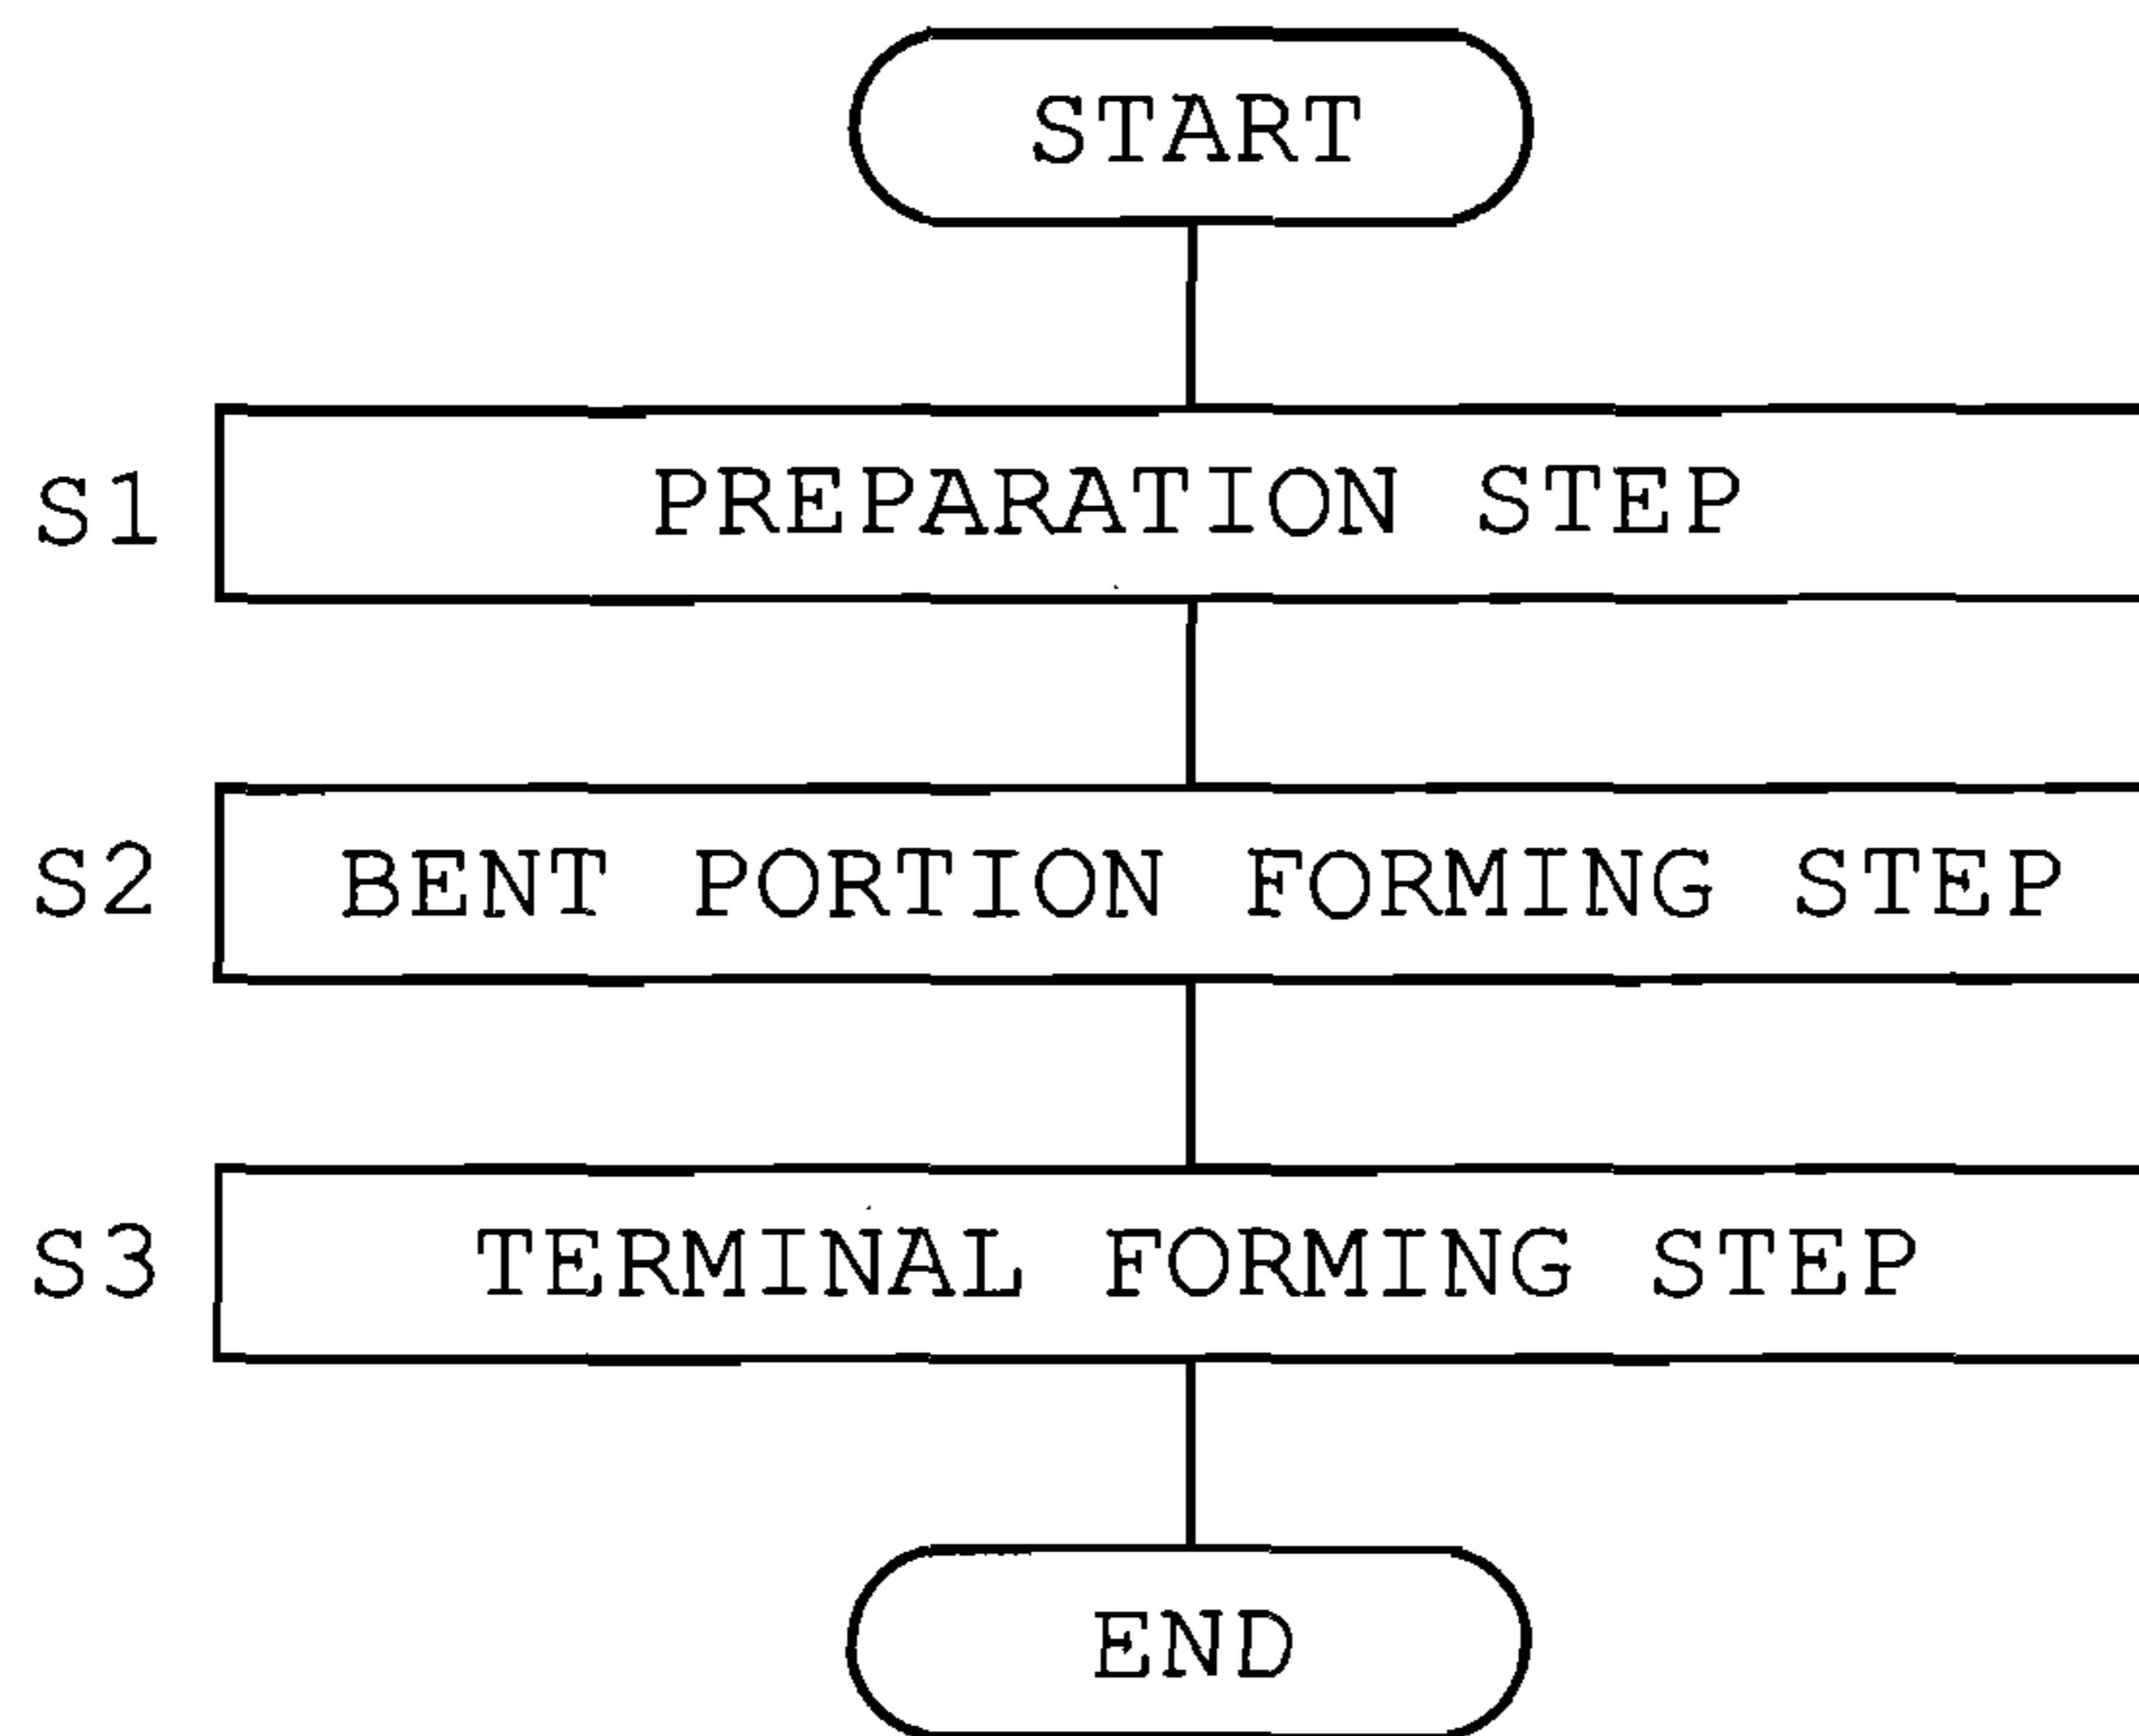 START
S1 PREPARATION STEP
S2 BENT PORTION FORMING STEP
S3 TERMINAL FORMING STEP
END